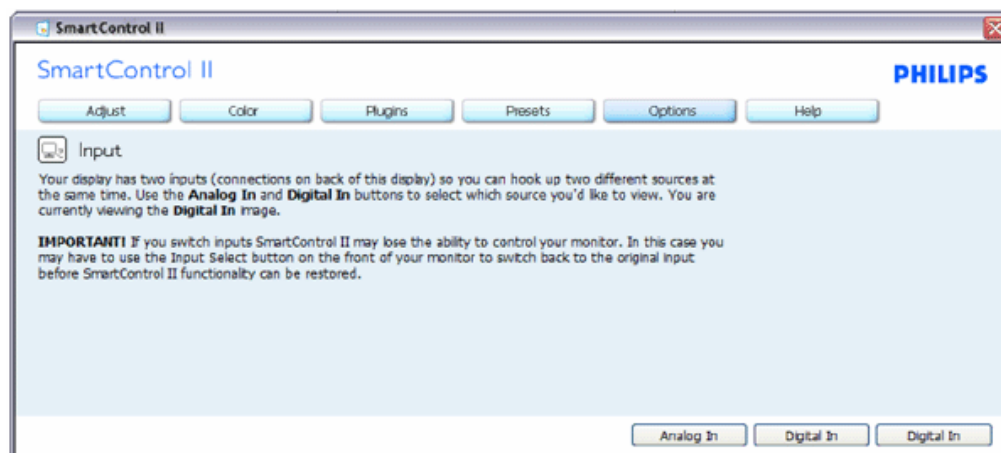 SmartControl II
SmartControl II
PHILIPS
Adjust Color Plugins Presets Options Help
Input
Your display has two inputs (connections on back of this display) so you can hook up two different sources at
the same time. Use the Analog In and Digital In buttons to select which source you'd like to view. You are
currently viewing the Digital In image.
IMPORTANT! If you switch inputs SmartControl II may lose the ability to control your monitor. In this case you
may have to use the Input Select button on the front of your monitor to switch back to the original input
before SmartControl II functionality can be restored.
Analog In Digital In Digital In